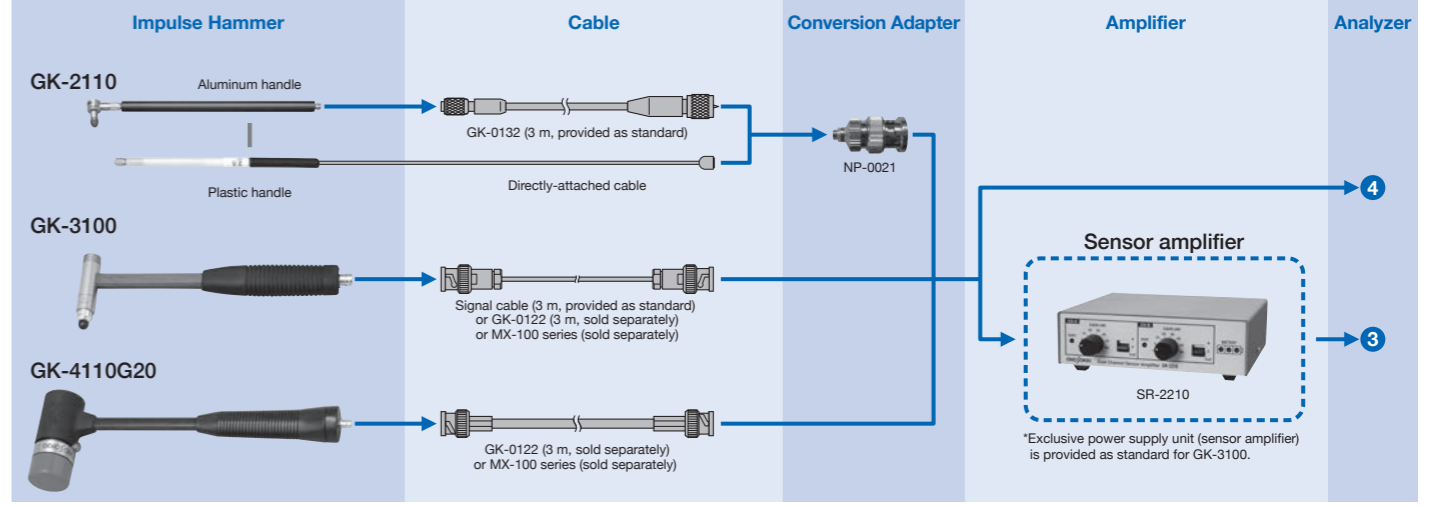 Impulse Hammer
Cable
Conversion Adapter
Amplifier
Analyzer
GK-2110
Aluminum handle
GK-0132 (3 m, provided as standard)
NP-0021
Plastic handle
Directly-attached cable
4
GK-3100
Signal cable (3 m, provided as standard)
or GK-0122 (3 m, sold separately)
or MX-100 series (sold separately)
Sensor amplifier
SR-2210
3
*Exclusive power supply unit (sensor amplifier)
is provided as standard for GK-3100.
GK-4110G20
GK-0122 (3 m, sold separately)
or MX-100 series (sold separately)